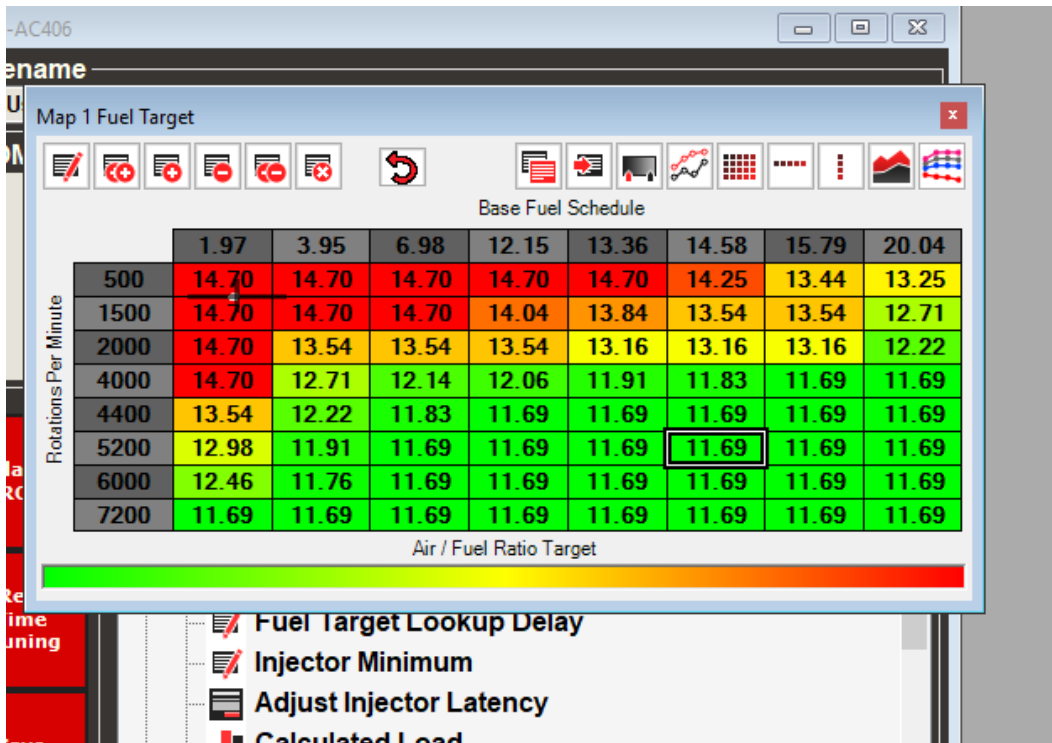 -AC406
ename
Map 1 Fuel Target
Base Fuel Schedule
1.97 3.95 6.98 12.15 13.36 14.58 15.79 20.04
500 14.70 14.70 14.70 14.70 14.70 14.25 13.44 13.25
1500 14.70 14.70 14.70 14.04 13.84 13.54 13.54 12.71
2000 14.70 13.54 13.54 13.54 13.16 13.16 13.16 12.22
4000 14.70 12.71 12.14 12.06 11.91 11.83 11.69 11.69
4400 13.54 12.22 11.83 11.69 11.69 11.69 11.69 11.69
5200 12.98 11.91 11.69 11.69 11.69 11.69 11.69 11.69
6000 12.46 11.76 11.69 11.69 11.69 11.69 11.69 11.69
7200 11.69 11.69 11.69 11.69 11.69 11.69 11.69 11.69
Rotations Per Minute
Air / Fuel Ratio Target
Fuel Target Lookup Delay
Injector Minimum
Adjust Injector Latency
Calculated Load